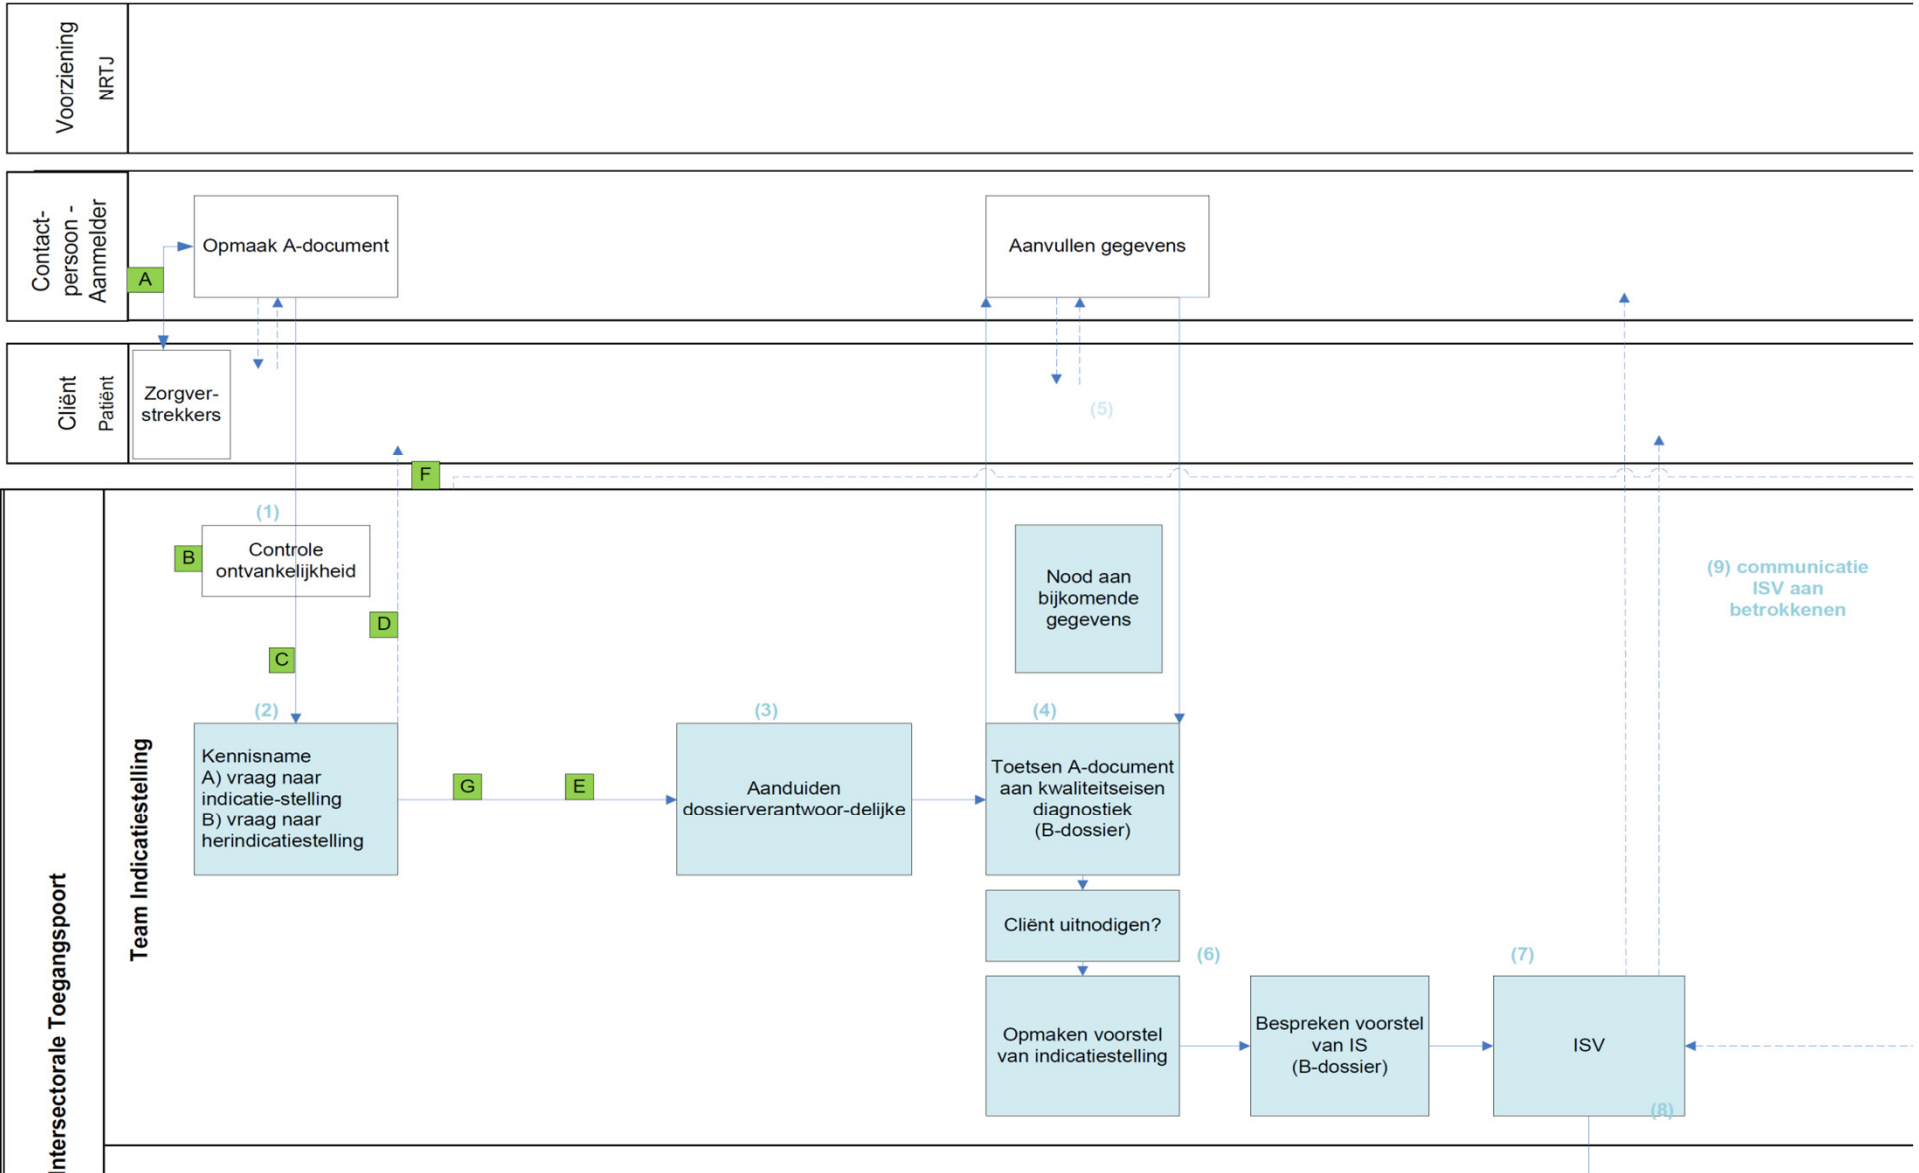 Voorziening
NRTJ
Contact-
persoon -
Aanmelder
Opmaak A-document
Aanvullen gegevens
A
Cliënt
Patiënt
Zorgver-
strekkers
(5)
F
Intersectorale Toegangspoort
Team Indicatiestelling
(1)
B
Controle
ontvankelijkheid
D
C
Nood aan
bijkomende
gegevens
(9) communicatie
ISV aan
betrokkenen
(2)
Kennisname
A) vraag naar
indicatie-stelling
B) vraag naar
herindicatiestelling
G
E
(3)
Aanduiden
dossierverantwoor-delijke
(4)
Toetsen A-document
aan kwaliteitseisen
diagnostiek
(B-dossier)
Cliënt uitnodigen?
(6)
Opmaken voorstel
van indicatiestelling
Bespreken voorstel
van IS
(B-dossier)
(7)
ISV
(8)